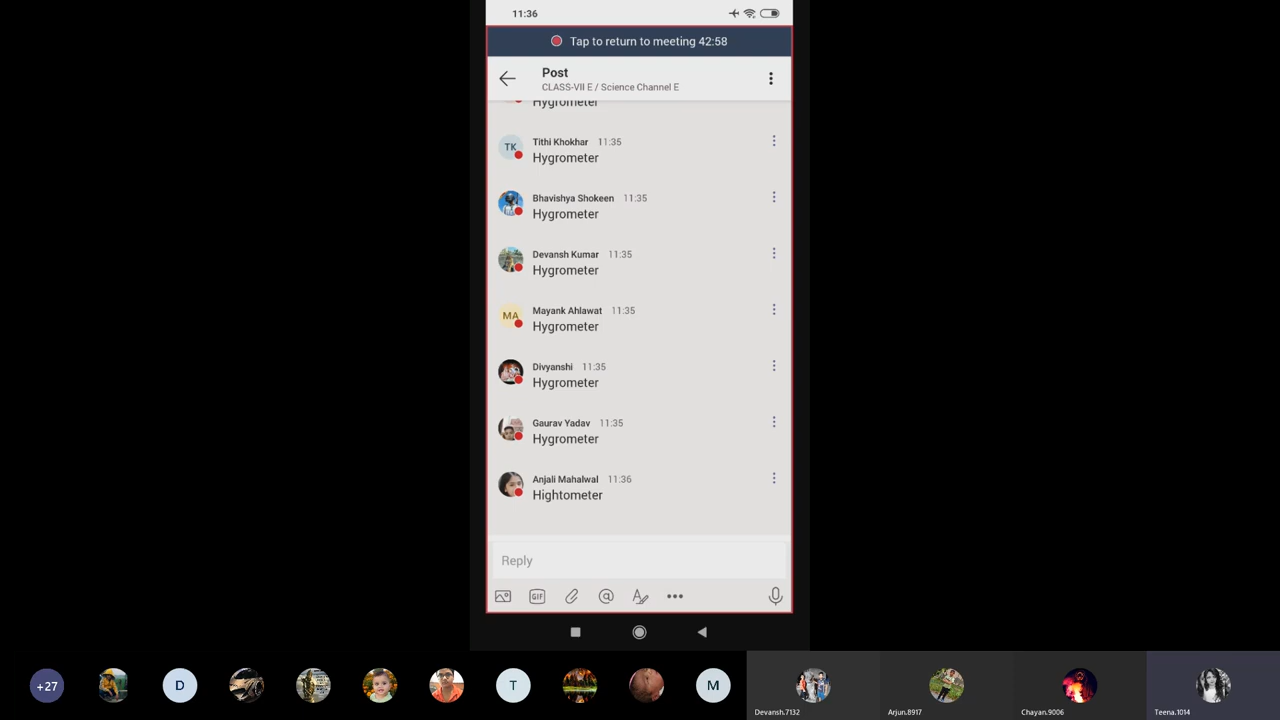 11:36
Tap to return to meeting 42:58
Post
CLASS-VII E / Science Channel E
Hygrometer
TK
Tithi Khokhar 11:35
Hygrometer
Bhavishya Shokeen 11:35
Hygrometer
Devansh Kumar 11:35
Hygrometer
MA
Mayank Ahlawat 11:35
Hygrometer
Divyanshi 11:35
Hygrometer
Gaurav Yadav 11:35
Hygrometer
Anjali Mahalwal 11:36
Hightometer
Reply
GIF
+27
D
T
M
Devansh.7132
Arjun.8917
Chayan.9006
Teena.1014